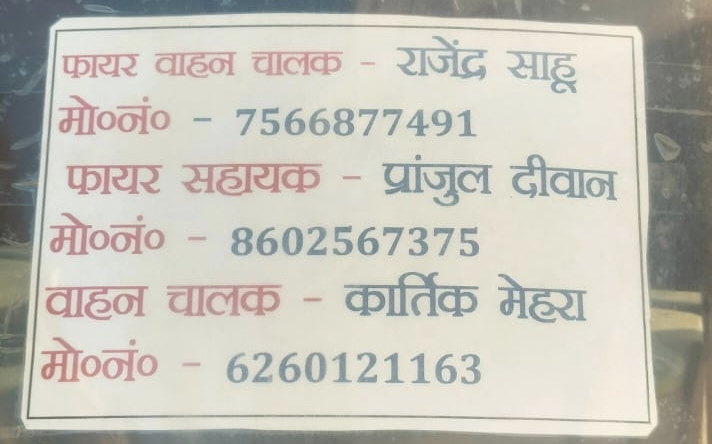 फायर वाहन चालक - राजेंद्र साहू
मो०नं० - 7566877491
फायर सहायक - प्रांजुल दीवान
मो०नं० - 8602567375
वाहन चालक - कार्तिक मेहरा
मो०नं० - 6260121163